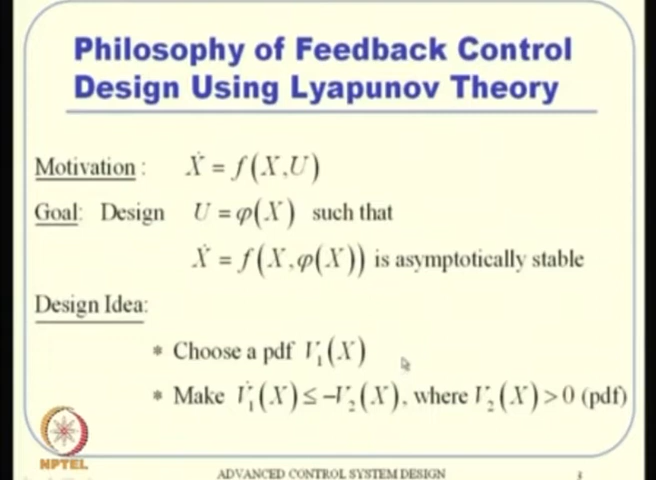 Philosophy of Feedback Control
Design Using Lyapunov Theory
Motivation : Ẋ = f(X,U)
Goal: Design U = φ(X) such that
Ẋ = f(X,φ(X)) is asymptotically stable
Design Idea:
* Choose a pdf V₁(X)
* Make V̇₁(X) ≤ −V₂(X), where V₂(X) > 0 (pdf)
NPTEL
ADVANCED CONTROL SYSTEM DESIGN